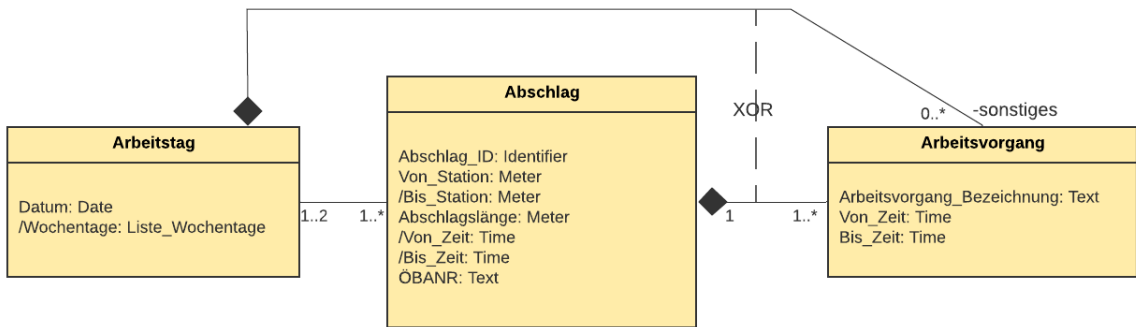 Arbeitstag
Datum: Date
/Wochentage: Liste_Wochentage
1..2
1..*
Abschlag
Abschlag_ID: Identifier
Von_Station: Meter
/Bis_Station: Meter
Abschlagslänge: Meter
/Von_Zeit: Time
/Bis_Zeit: Time
ÖBANR: Text
1
1..*
XOR
0..*
-sonstiges
Arbeitsvorgang
Arbeitsvorgang_Bezeichnung: Text
Von_Zeit: Time
Bis_Zeit: Time